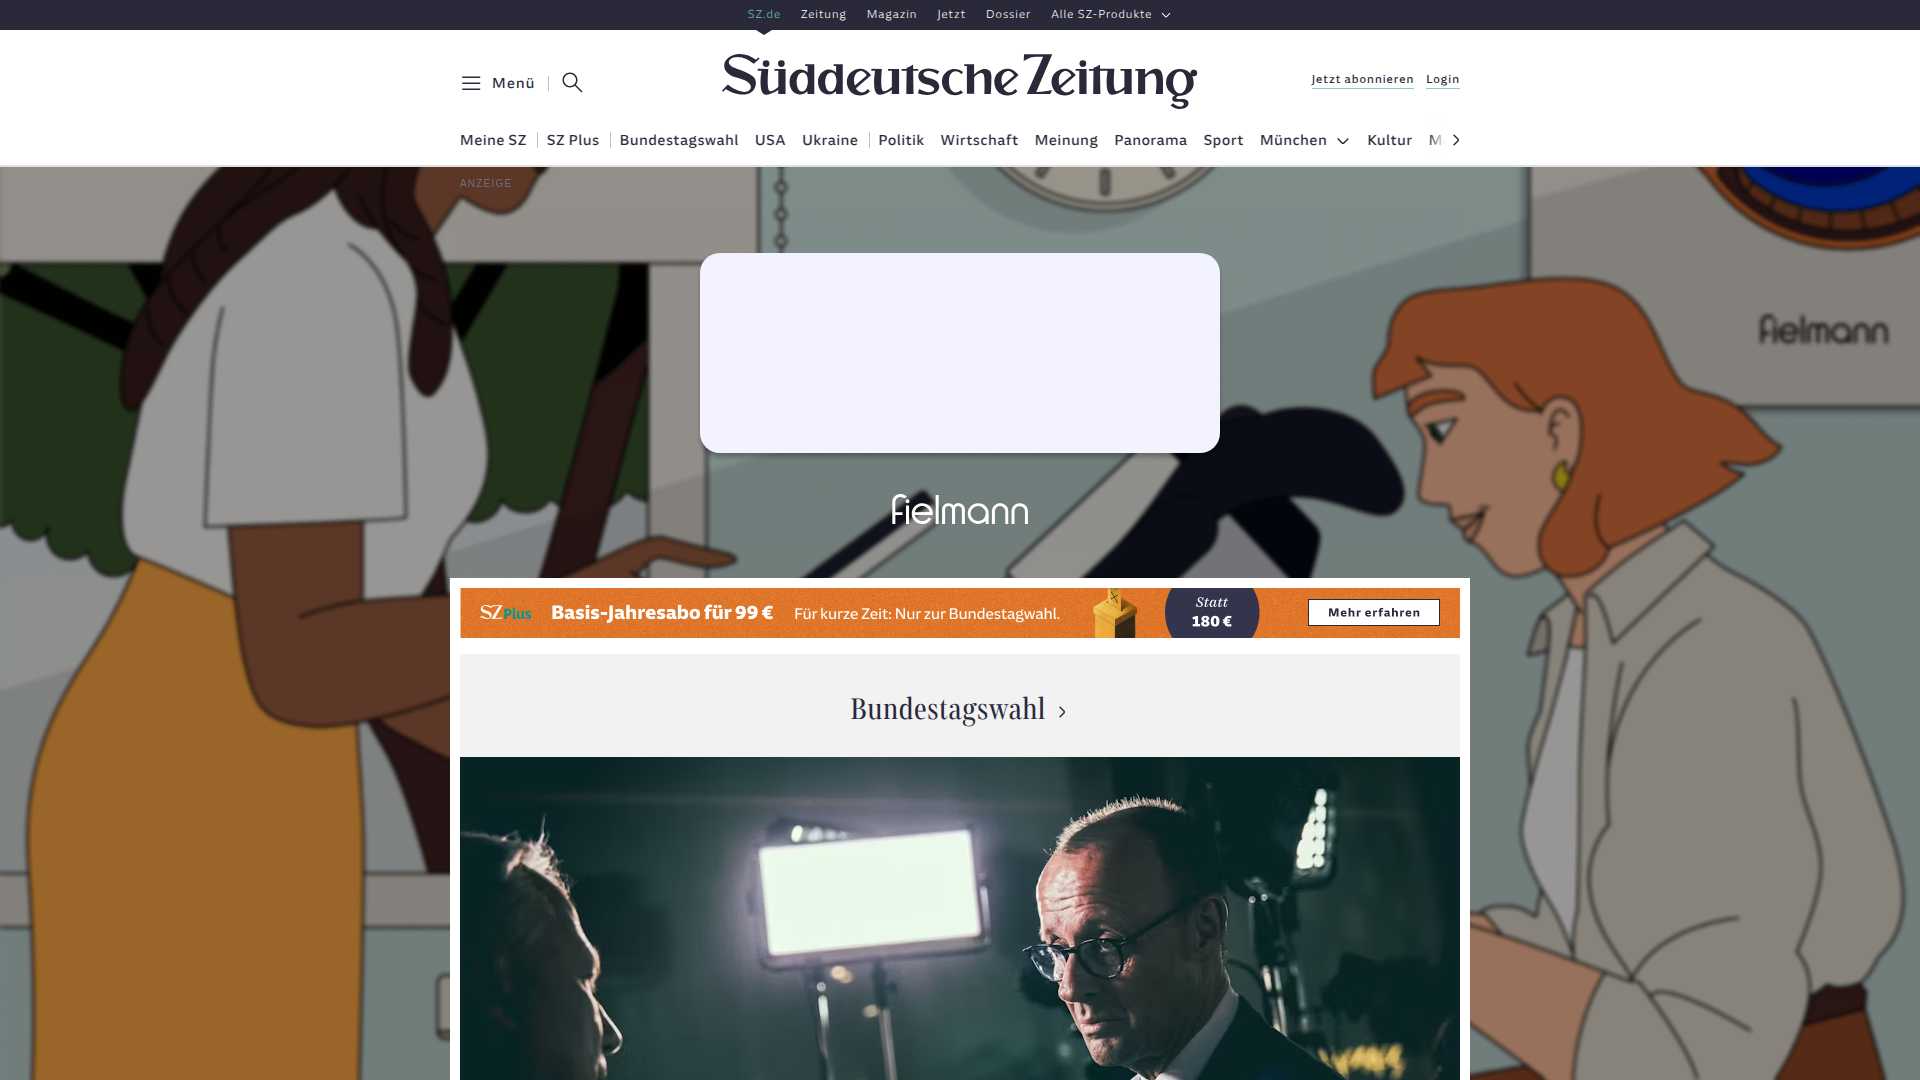 SZ.de Zeitung Magazin Jetzt Dossier Alle SZ-Produkte
Menü
Süddeutsche Zeitung
Jetzt abonnieren Login
Meine SZ SZ Plus Bundestagswahl USA Ukraine Politik Wirtschaft Meinung Panorama Sport München Kultur M
ANZEIGE
fielmann
fielmann
SZ Plus Basis-Jahresabo für 99 € Für kurze Zeit: Nur zur Bundestagwahl. Statt 180 € Mehr erfahren
Bundestagswahl